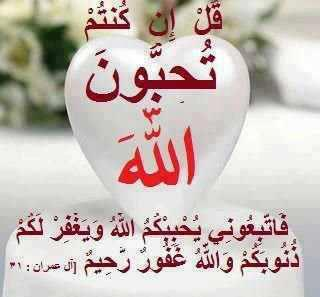 قُلْ إِن كُنتُمْ
تُحِبُّونَ
اللّهَ
فَاتَّبِعُونِي يُحْبِبْكُمُ اللّهُ وَيَغْفِرْ لَكُمْ
ذُنُوبَكُمْ وَاللّهُ غَفُورٌ رَّحِيمٌ [آل عمران : ٣١